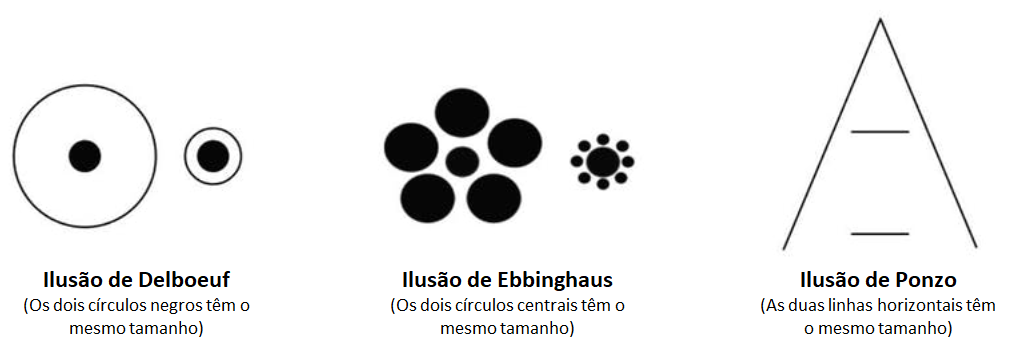 Ilusão de Delboeuf
(Os dois círculos negros têm o
mesmo tamanho)
Ilusão de Ebbinghaus
(Os dois círculos centrais têm o
mesmo tamanho)
Ilusão de Ponzo
(As duas linhas horizontais têm
o mesmo tamanho)